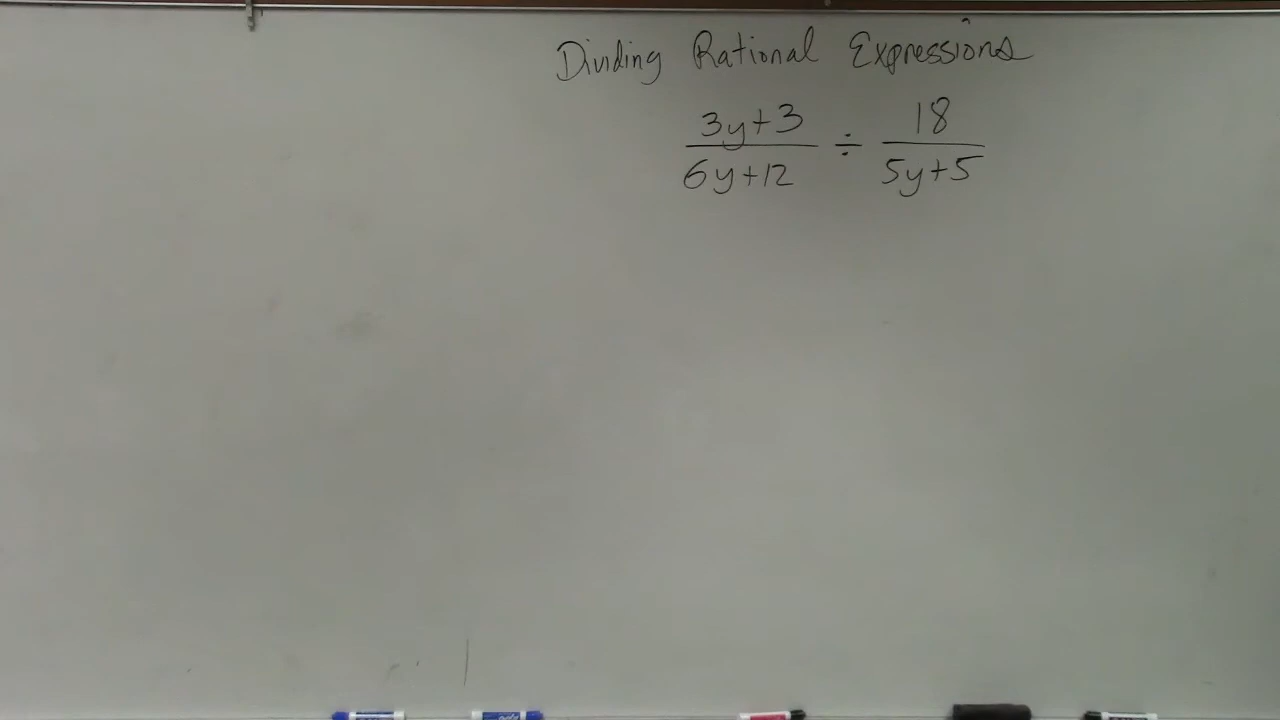 Dividing Rational Expressions
3y+3 / 6y+12 ÷ 18 / 5y+5